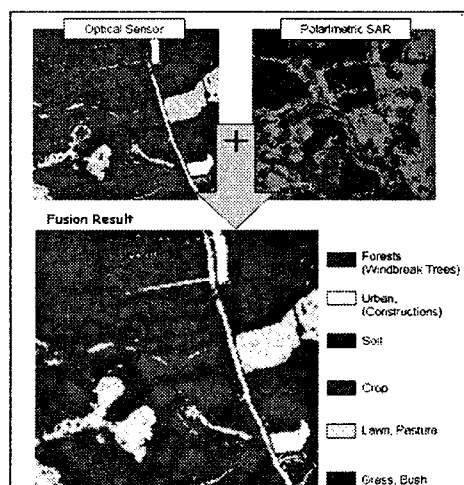 Optical Sensor
Polarimetric SAR
+
Fusion Result
Forests
(Windbreak Trees)
Urban,
(Constructions)
Soil
Crop
Lawn, Pasture
Grass, Bush